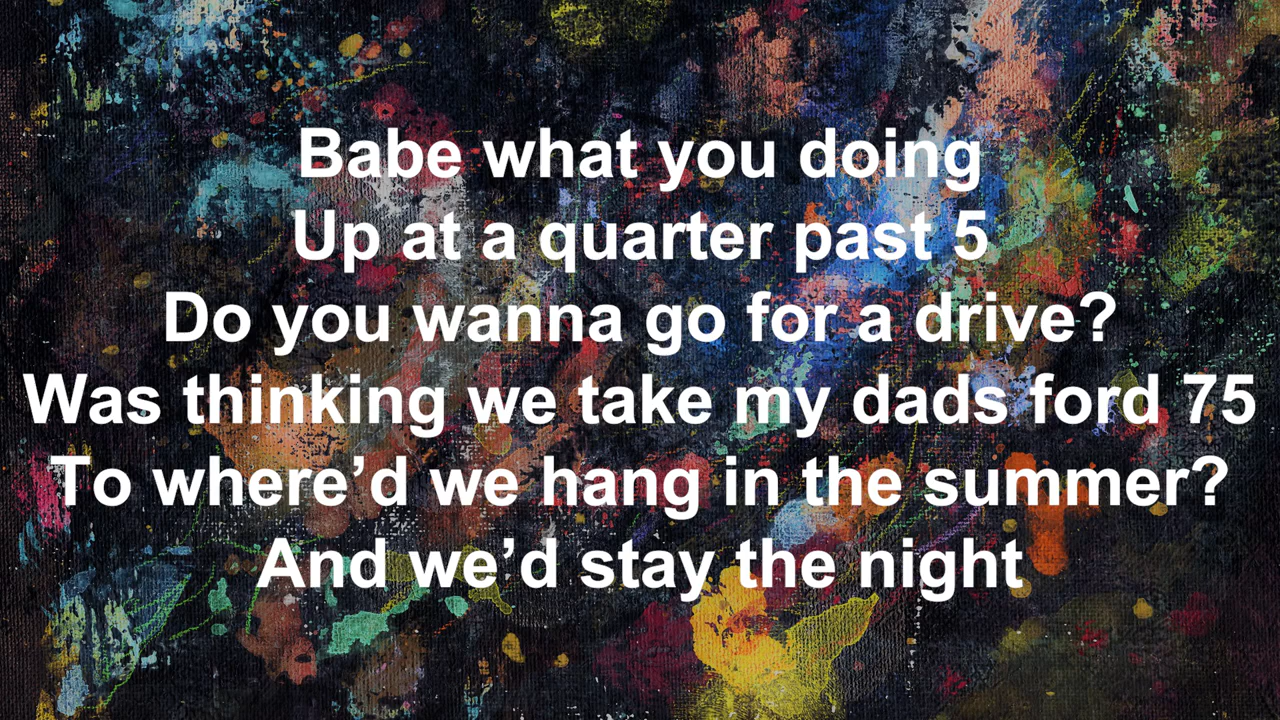 Babe what you doing
Up at a quarter past 5
Do you wanna go for a drive?
Was thinking we take my dads ford 75
To where’d we hang in the summer?
And we’d stay the night